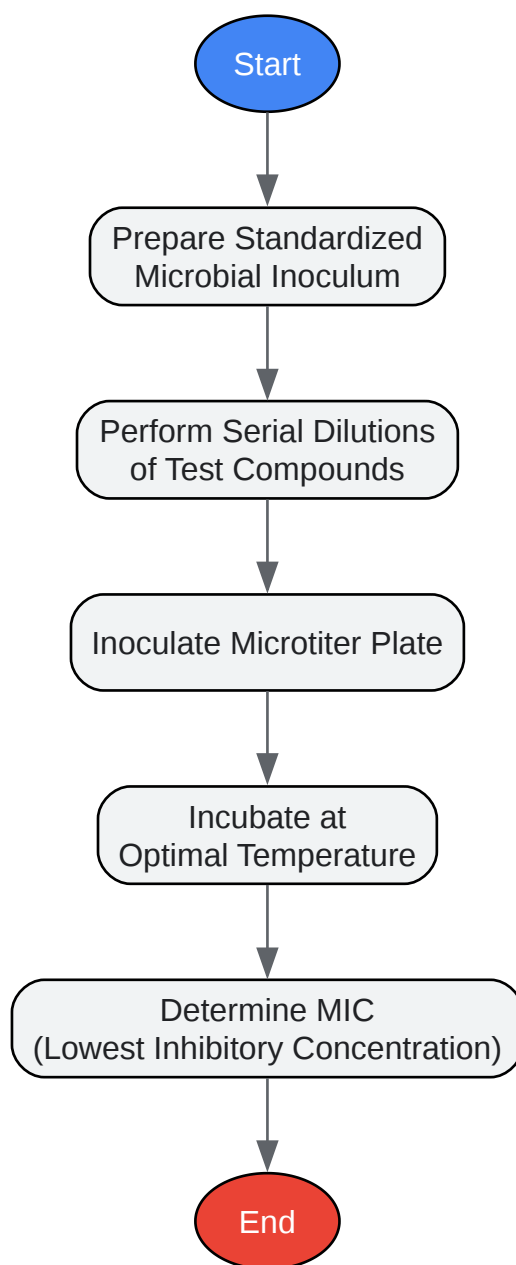 Start
Prepare Standardized
Microbial Inoculum
Perform Serial Dilutions
of Test Compounds
Inoculate Microtiter Plate
Incubate at
Optimal Temperature
Determine MIC
(Lowest Inhibitory Concentration)
End